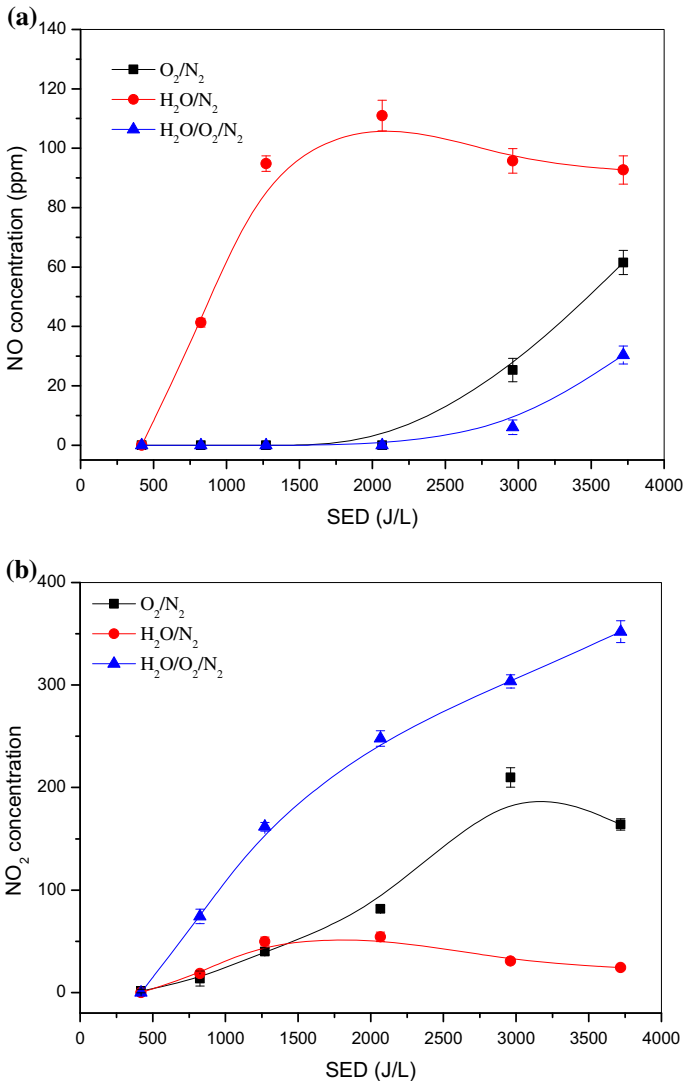 (a)
140
120
100
80
60
40
20
0
NO concentration (ppm)
O₂/N₂
H₂O/N₂
H₂O/O₂/N₂
0 500 1000 1500 2000 2500 3000 3500 4000
SED (J/L)
(b)
400
300
200
100
0
NO₂ concentration
O₂/N₂
H₂O/N₂
H₂O/O₂/N₂
0 500 1000 1500 2000 2500 3000 3500 4000
SED (J/L)